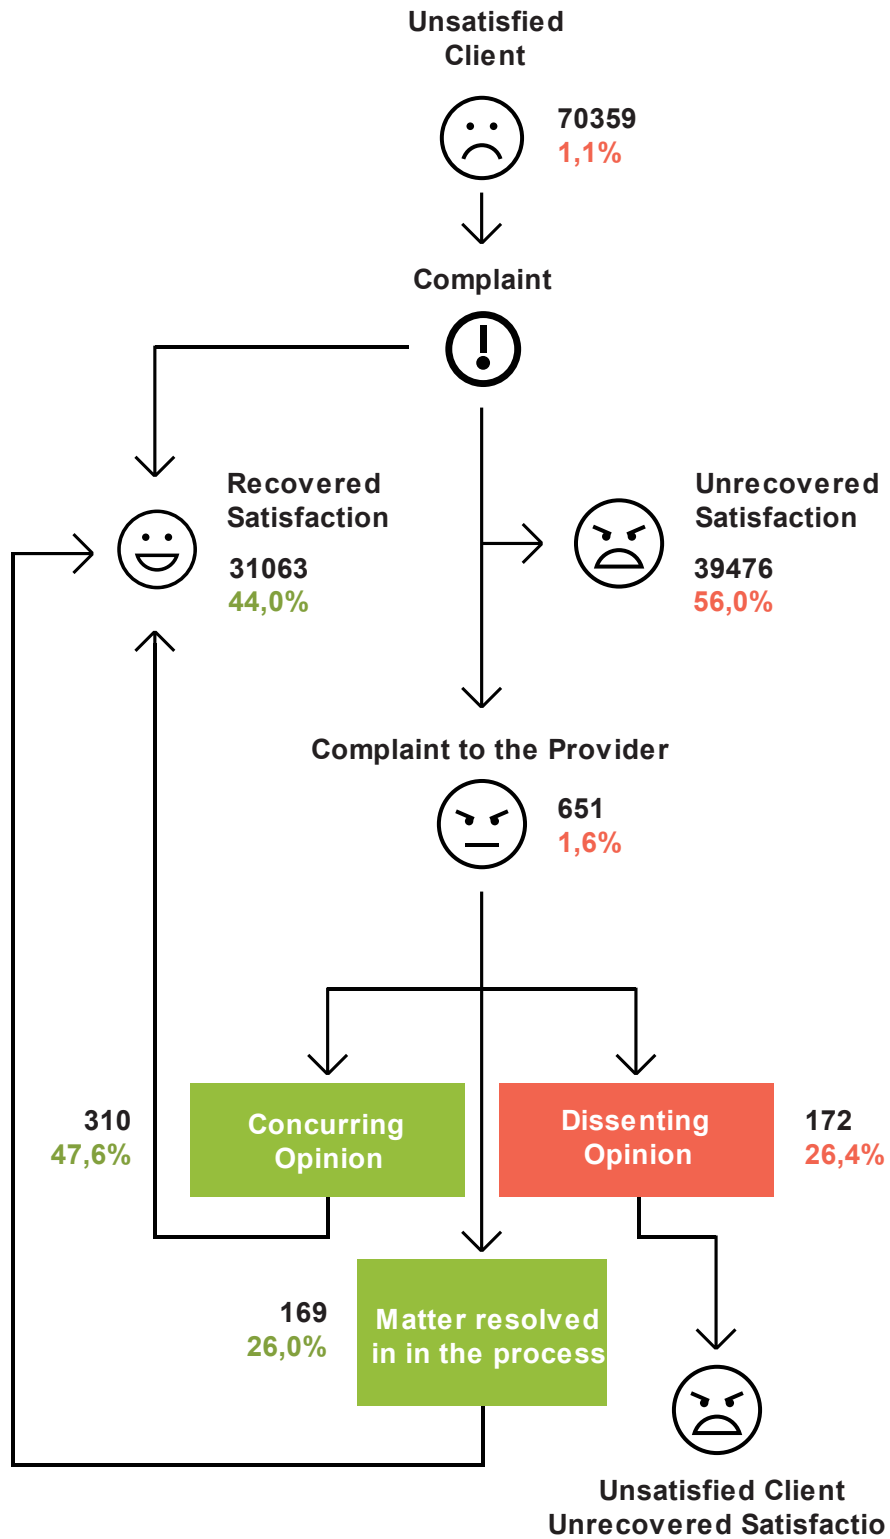 Unsatisfied
Client
70359
1,1%
Complaint
Recovered
Satisfaction
31063
44,0%
Unrecovered
Satisfaction
39476
56,0%
Complaint to the Provider
651
1,6%
310
47,6%
Concurring
Opinion
Dissenting
Opinion
172
26,4%
169
26,0%
Matter resolved
in in the process
Unsatisfied Client
Unrecovered Satisfactio